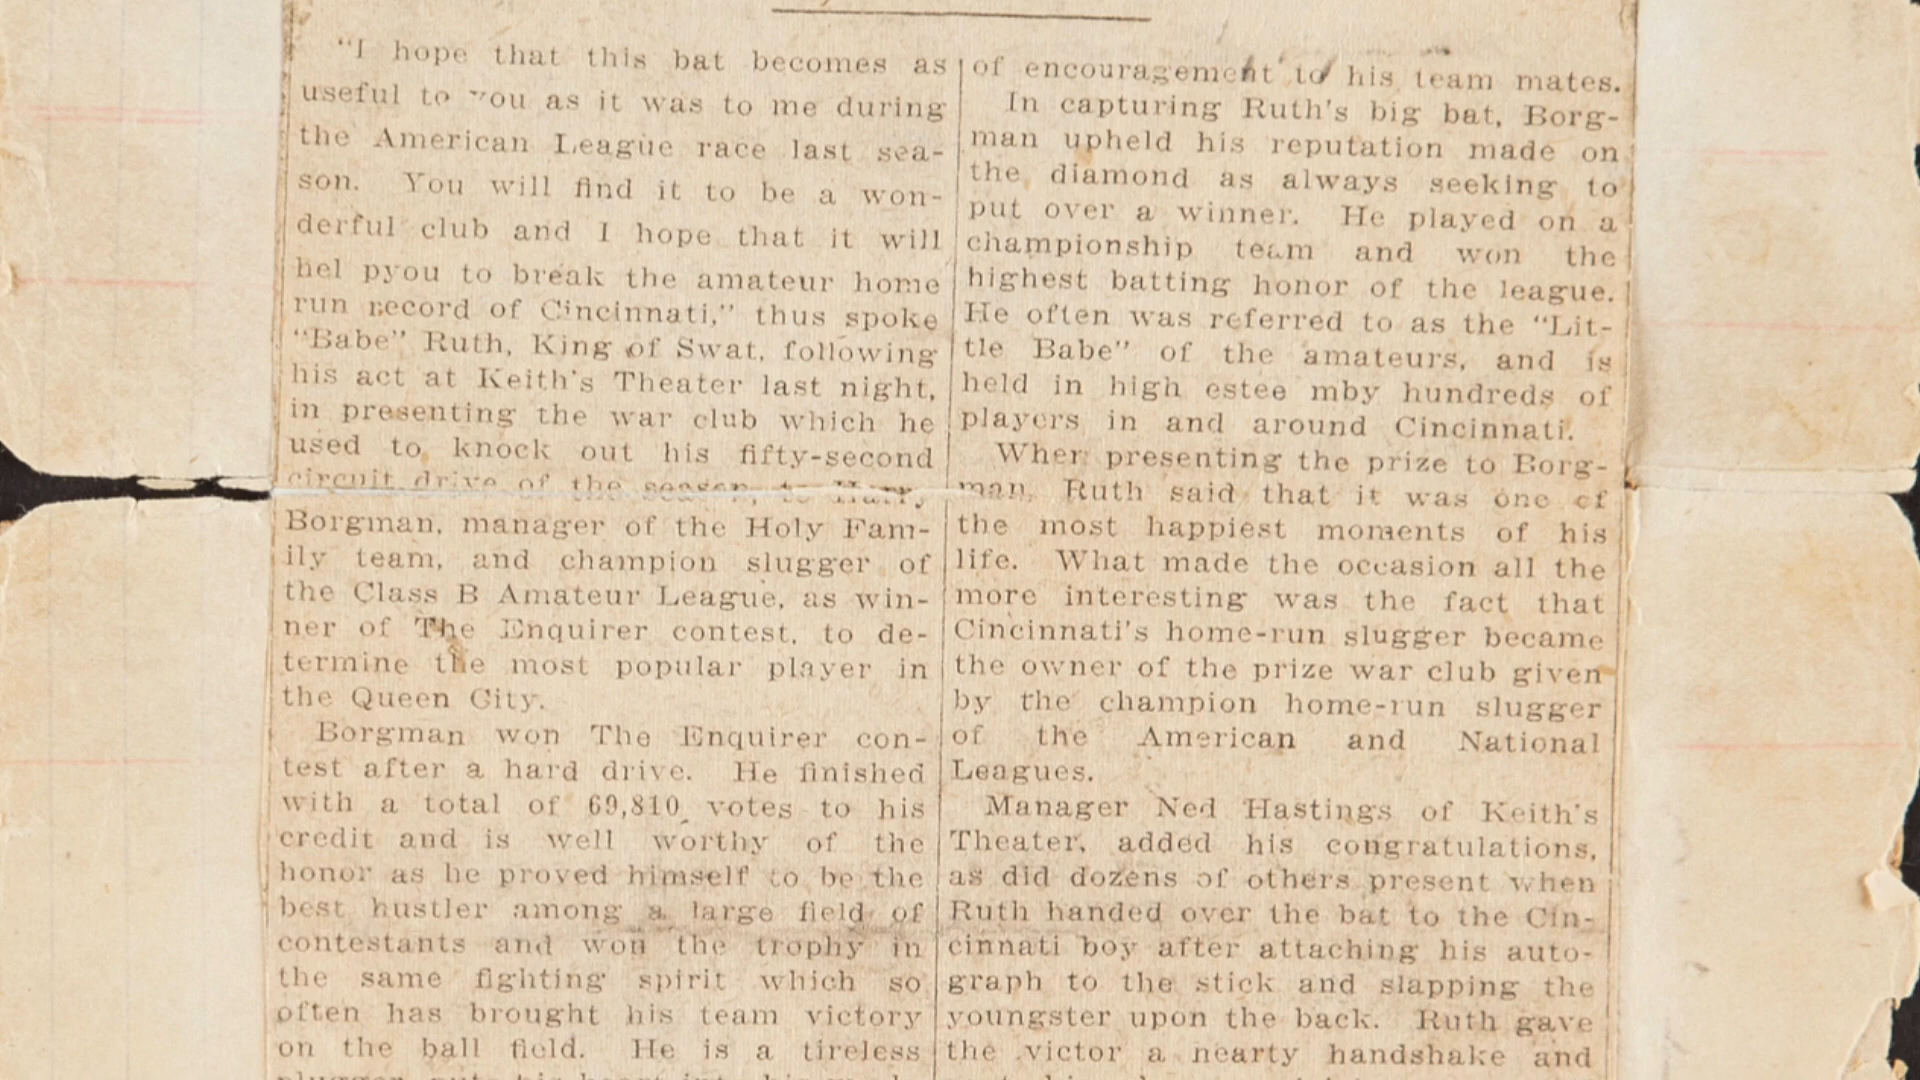 "I hope that this bat becomes as
useful to you as it was to me during
the American League race last sea-
son. You will find it to be a won-
derful club and I hope that it will
hel pyou to break the amateur home
run record of Cincinnati," thus spoke
"Babe" Ruth, King of Swat, following
his act at Keith's Theater last night,
in presenting the war club which he
used to knock out his fifty-second
circuit drive of the season, to Harry
Borgman, manager of the Holy Fam-
ily team, and champion slugger of
the Class B Amateur League, as win-
ner of The Enquirer contest, to de-
termine the most popular player in
the Queen City.
Borgman won The Enquirer con-
test after a hard drive. He finished
with a total of 69,810 votes to his
credit and is well worthy of the
honor as he proved himself to be the
best hustler among a large field of
contestants and won the trophy in
the same fighting spirit which so
often has brought his team victory
on the ball field. He is a tireless
of encouragement to his team mates.
In capturing Ruth's big bat, Borg-
man upheld his reputation made on
the diamond as always seeking to
put over a winner. He played on a
championship team and won the
highest batting honor of the league.
He often was referred to as the "Lit-
tle Babe" of the amateurs, and is
held in high estee mby hundreds of
players in and around Cincinnati.
When presenting the prize to Borg-
man, Ruth said that it was one of
the most happiest moments of his
life. What made the occasion all the
more interesting was the fact that
Cincinnati's home-run slugger became
the owner of the prize war club given
by the champion home-run slugger
of the American and National
Leagues.
Manager Ned Hastings of Keith's
Theater, added his congratulations,
as did dozens of others present when
Ruth handed over the bat to the Cin-
cinnati boy after attaching his auto-
graph to the stick and slapping the
youngster upon the back. Ruth gave
the victor a hearty handshake and